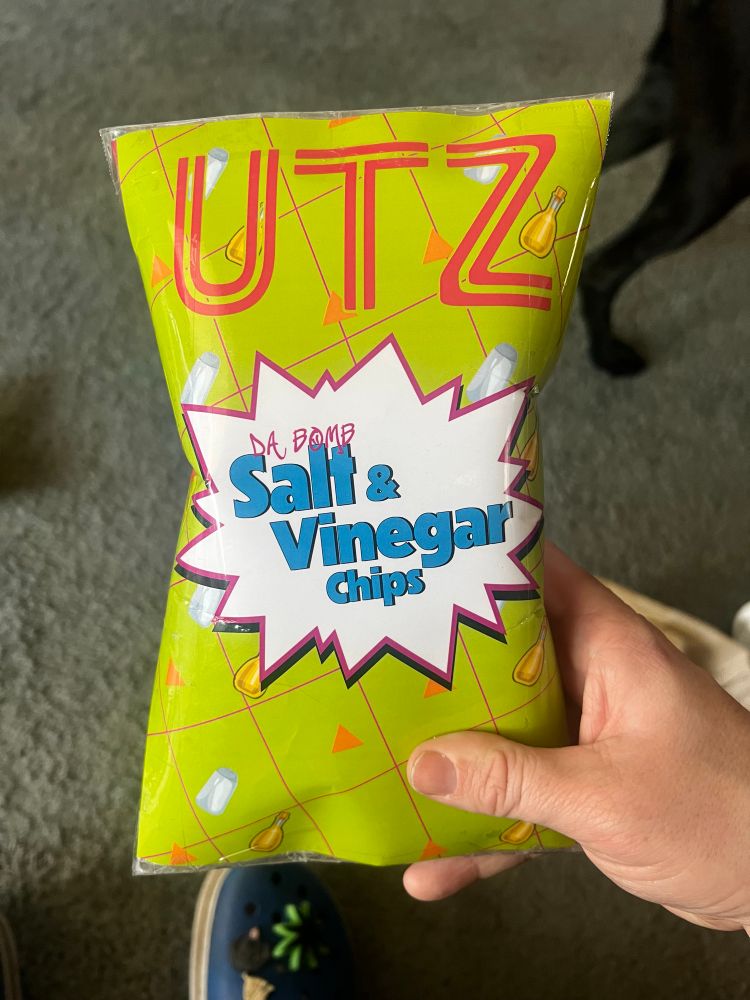 UTZ
DA BOMB
Salt &
Vinegar
Chips